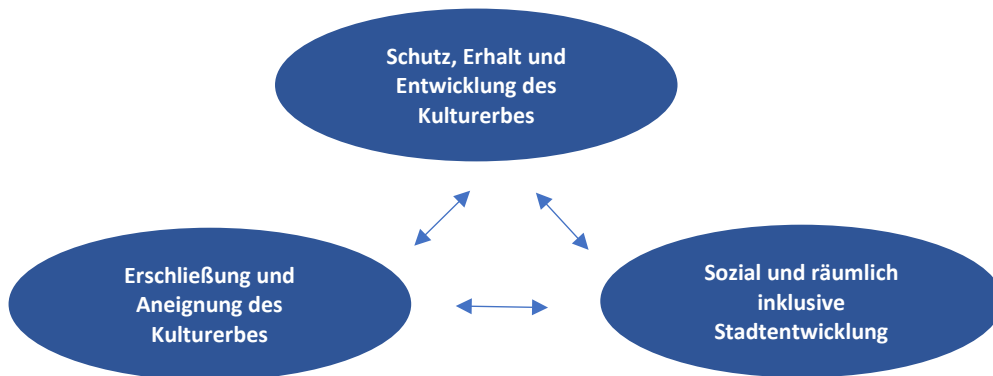 Schutz, Erhalt und
Entwicklung des
Kulturerbes
Erschließung und
Aneignung des
Kulturerbes
Sozial und räumlich
inklusive
Stadtentwicklung